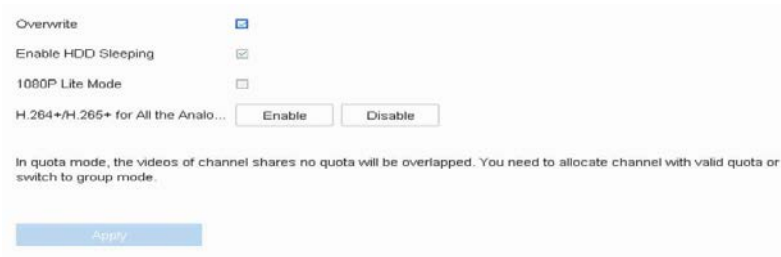 Overwrite
Enable HDD Sleeping
1080P Lite Mode
H.264+/H.265+ for All the Analo... Enable Disable
In quota mode, the videos of channel shares no quota will be overlapped. You need to allocate channel with valid quota or
switch to group mode.
Apply